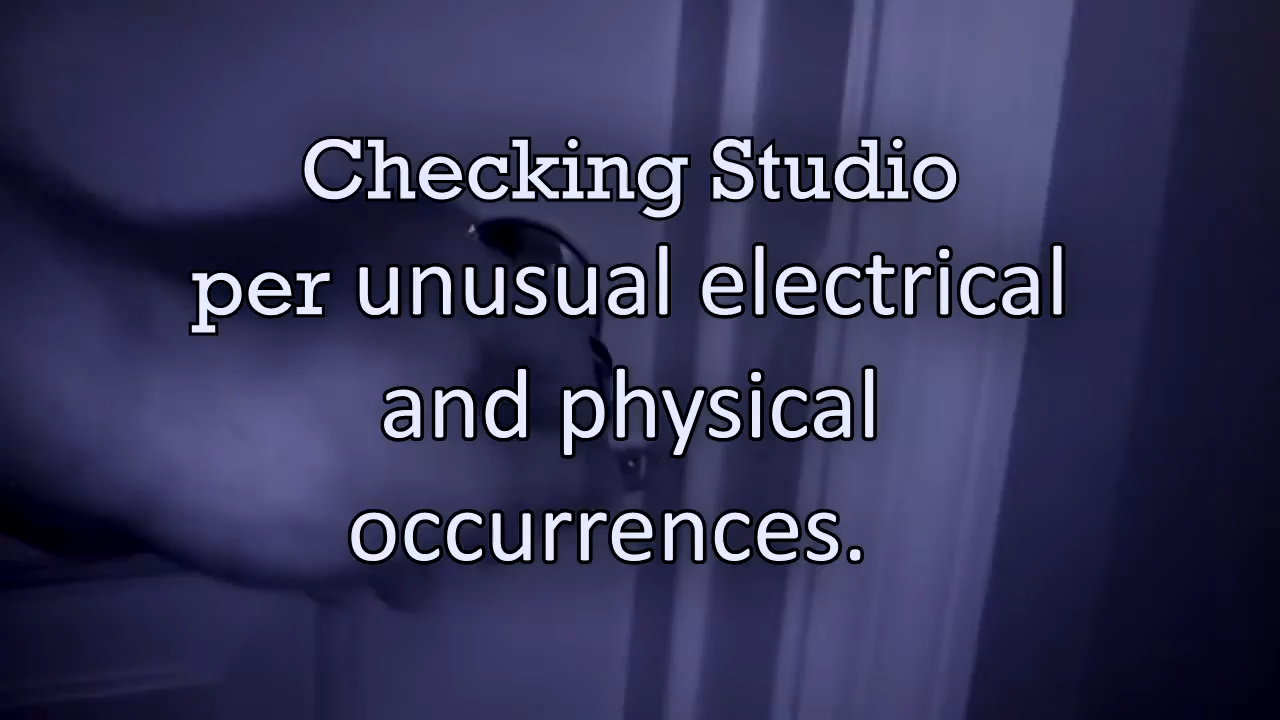 Checking Studio
per unusual electrical
and physical
occurrences.